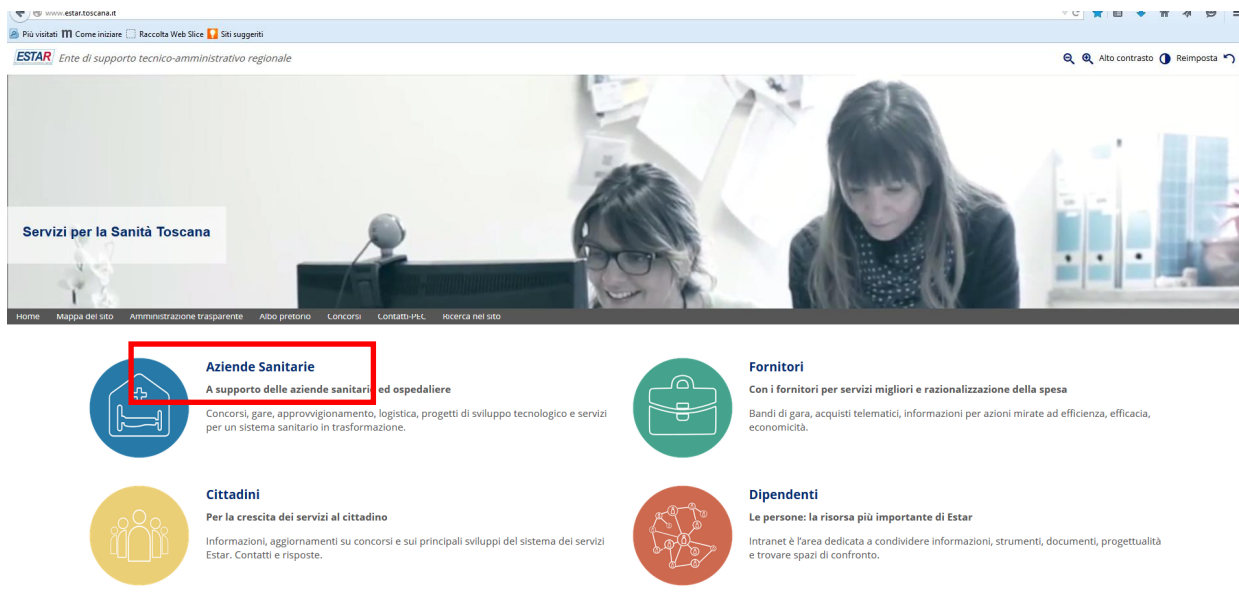 www.estar.toscana.it
Più visitati Come iniziare Raccolta Web Slice Siti suggeriti
ESTAR Ente di supporto tecnico-amministrativo regionale
Alto contrasto Reimposta
Servizi per la Sanità Toscana
Home Mappa del sito Amministrazione trasparente Albo pretorio Concorsi Contatti-PEC Ricerca nel sito
Aziende Sanitarie
A supporto delle aziende sanitarie ed ospedaliere
Concorsi, gare, approvvigionamento, logistica, progetti di sviluppo tecnologico e servizi
per un sistema sanitario in trasformazione.
Fornitori
Con i fornitori per servizi migliori e razionalizzazione della spesa
Bandi di gara, acquisti telematici, informazioni per azioni mirate ad efficienza, efficacia,
economicità.
Cittadini
Per la crescita dei servizi al cittadino
Informazioni, aggiornamenti su concorsi e sui principali sviluppi del sistema dei servizi
Estar. Contatti e risposte.
Dipendenti
Le persone: la risorsa più importante di Estar
Intranet è l'area dedicata a condividere informazioni, strumenti, documenti, progettualità
e trovare spazi di confronto.